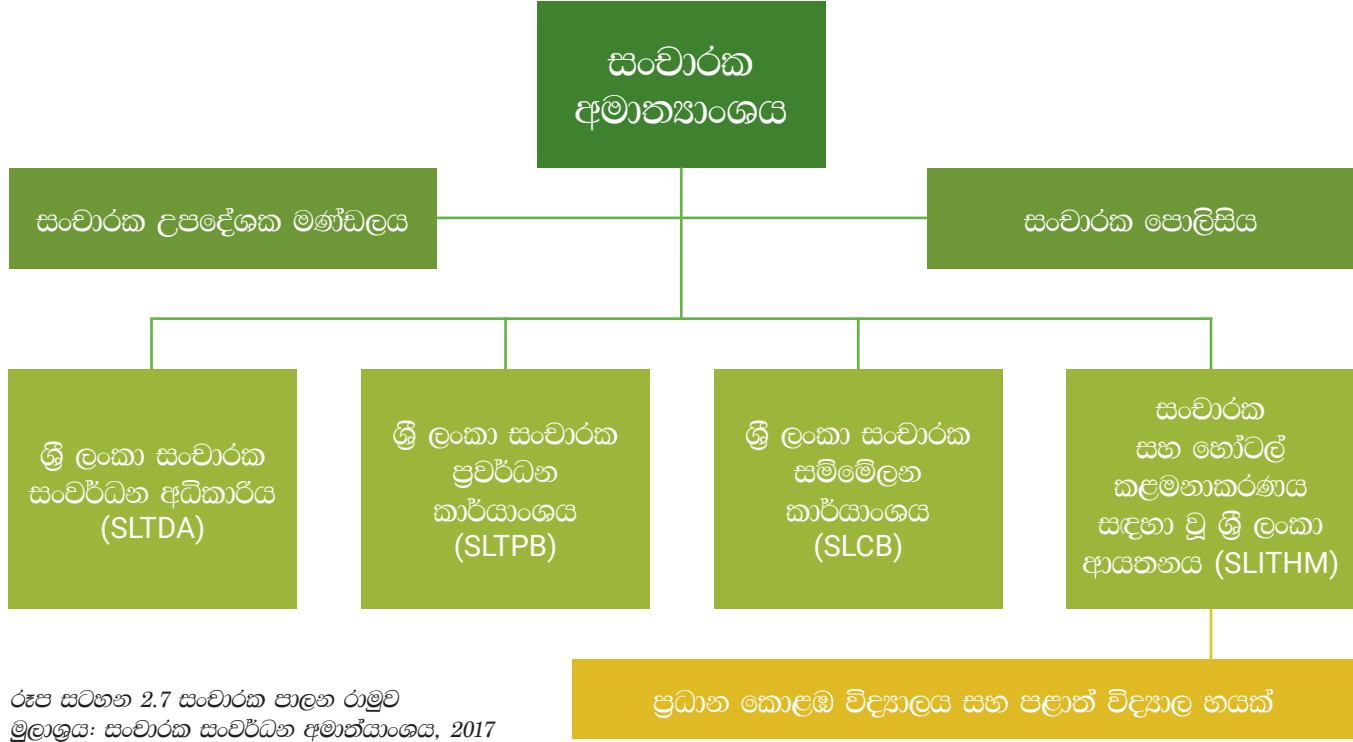 සංචාරක
අමාත්‍යාංශය
සංචාරක උපදේශක මණ්ඩලය
සංචාරක පොලිසිය
ශ්‍රී ලංකා සංචාරක
සංවර්ධන අධිකාරිය
(SLTDA)
ශ්‍රී ලංකා සංචාරක
ප්‍රවර්ධන
කාර්යාංශය
(SLTPB)
ශ්‍රී ලංකා සංචාරක
සම්මේලන
කාර්යාංශය
(SLCB)
සංචාරක
සහ හෝටල්
කළමනාකරණය
සඳහා වූ ශ්‍රී ලංකා
ආයතනය (SLITHM)
ප්‍රධාන කොළඹ විද්‍යාලය සහ පළාත් විද්‍යාල හයක්
රූප සටහන 2.7 සංචාරක පාලන රාමුව
මූලාශ්‍රය: සංචාරක සංවර්ධන අමාත්යාංශය, 2017